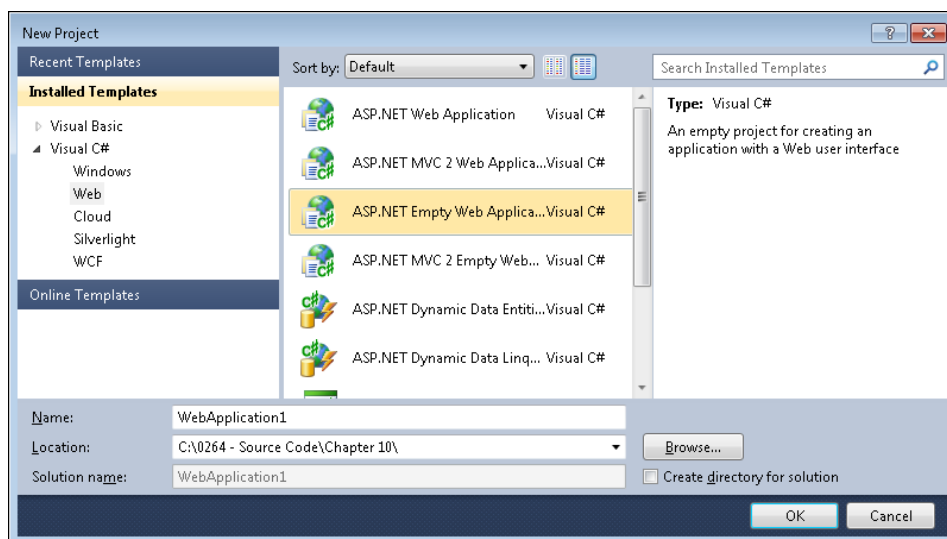 New Project
Recent Templates
Installed Templates
Visual Basic
Visual C#
Windows
Web
Cloud
Silverlight
WCF
Online Templates
Sort by: Default
ASP.NET Web Application Visual C#
ASP.NET MVC 2 Web Applica...Visual C#
ASP.NET Empty Web Applica...Visual C#
ASP.NET MVC 2 Empty Web... Visual C#
ASP.NET Dynamic Data Entiti...Visual C#
ASP.NET Dynamic Data Linq... Visual C#
Search Installed Templates
Type: Visual C#
An empty project for creating an
application with a Web user interface
Name: WebApplication1
Location: C:\0264 - Source Code\Chapter 10\ Browse...
Solution name: WebApplication1 Create directory for solution
OK Cancel